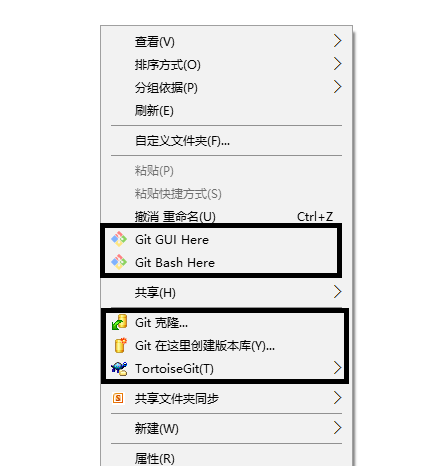 查看(V)
排序方式(O)
分组依据(P)
刷新(E)
自定义文件夹(F)...
粘贴(P)
粘贴快捷方式(S)
撤消 重命名(U) Ctrl+Z
Git GUI Here
Git Bash Here
共享(H)
Git 克隆...
Git 在这里创建版本库(Y)...
TortoiseGit(T)
共享文件夹同步
新建(W)
属性(R)